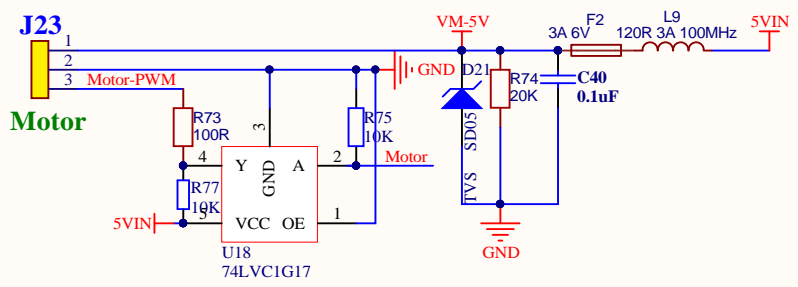 J23
1
2
3
Motor-PWM
Motor
R73
100R
R77
10K
5VIN
4
5
3
2
1
Y
GND
A
VCC
OE
U18
74LVC1G17
R75
10K
Motor
GND
VM-5V
D21
SD05
TVS
R74
20K
C40
0.1uF
GND
F2
3A 6V
L9
120R 3A 100MHz
5VIN